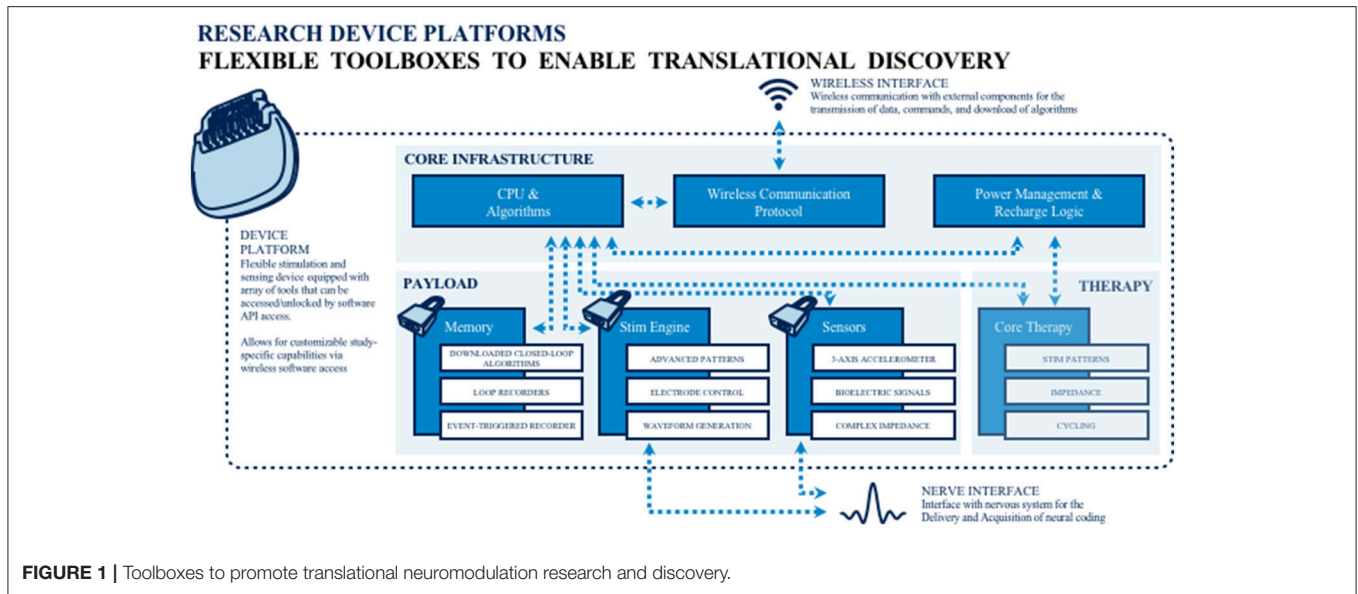 RESEARCH DEVICE PLATFORMS
FLEXIBLE TOOLBOXES TO ENABLE TRANSLATIONAL DISCOVERY
WIRELESS INTERFACE
Wireless communication with external components for the
transmission of data, commands, and download of algorithms
CORE INFRASTRUCTURE
CPU &
Algorithms
Wireless Communication
Protocol
Power Management &
Recharge Logic
DEVICE
PLATFORM
Flexible stimulation and
sensing device equipped with
array of tools that can be
accessed/unlocked by software
API access.
Allows for customizable study-
specific capabilities via
wireless software access
PAYLOAD
Memory
DOWNLOADED CLOSED-LOOP
ALGORITHMS
LOOP RECORDERS
EVENT-TRIGGERED RECORDER
Stim Engine
ADVANCED PATTERNS
ELECTRODE CONTROL
WAVEFORM GENERATION
Sensors
3-AXIS ACCELEROMETER
BIOELECTRIC SIGNALS
COMPLEX IMPEDANCE
THERAPY
Core Therapy
STIM PATTERNS
IMPEDANCE
CYCLING
NERVE INTERFACE
Interface with nervous system for the
Delivery and Acquisition of neural coding
FIGURE 1 | Toolboxes to promote translational neuromodulation research and discovery.